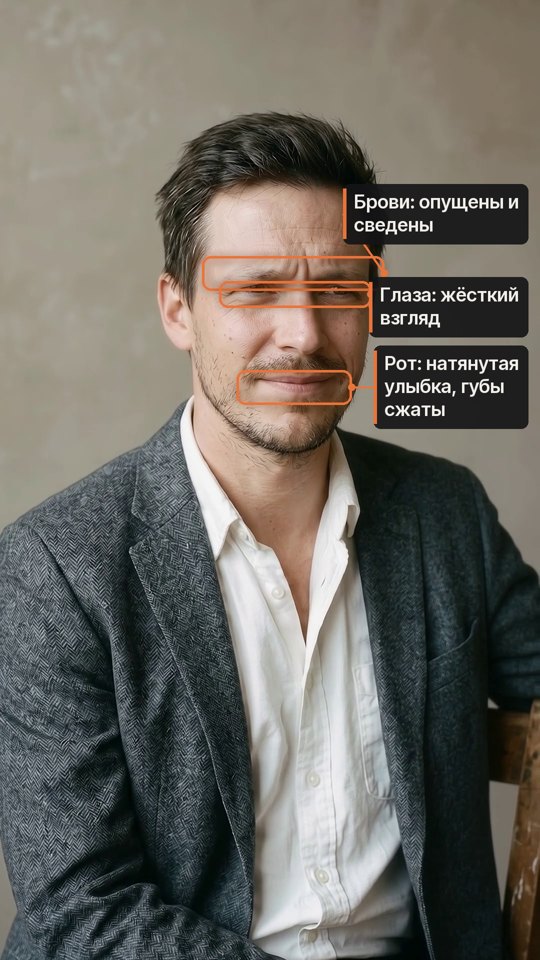 Брови: опущены и
сведены
Глаза: жёсткий
взгляд
Рот: натянутая
улыбка, губы
сжаты